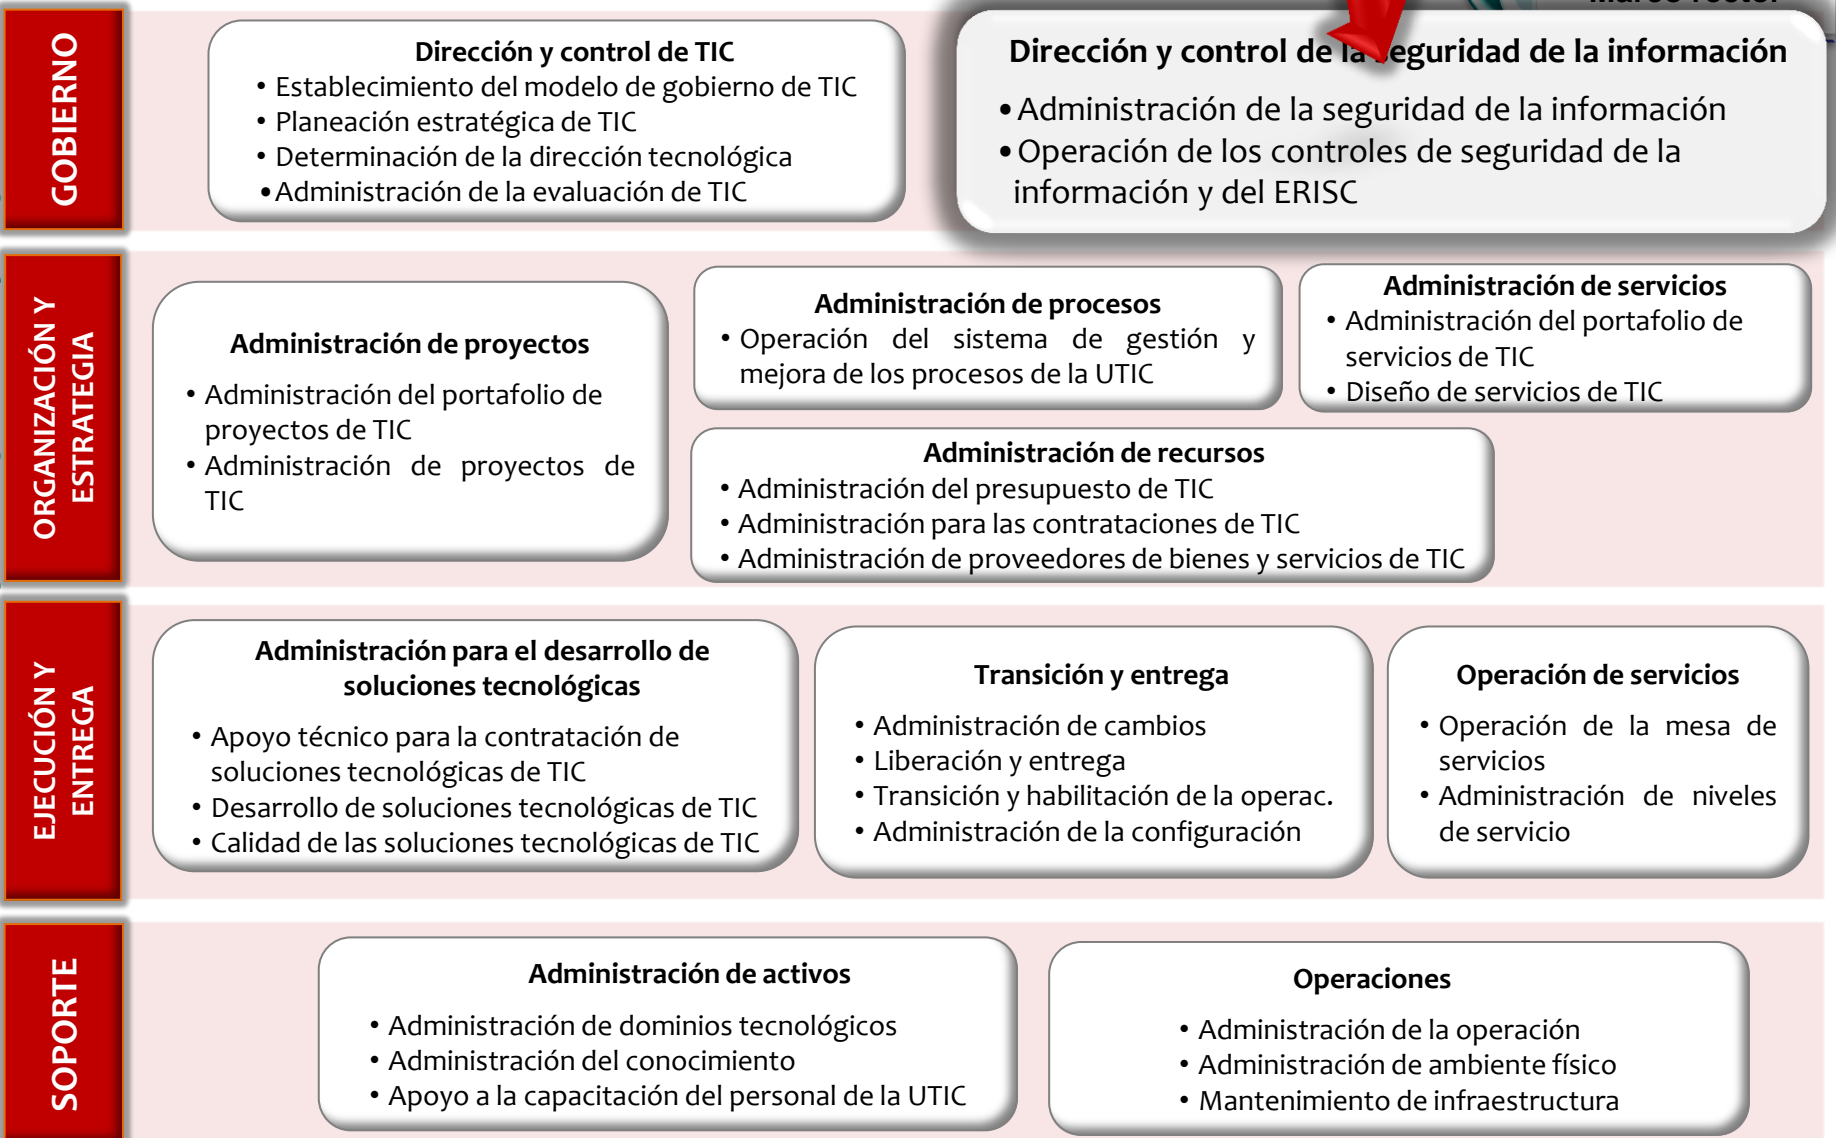 GOBIERNO
Dirección y control de TIC
• Establecimiento del modelo de gobierno de TIC
• Planeación estratégica de TIC
• Determinación de la dirección tecnológica
• Administración de la evaluación de TIC
Dirección y control de la seguridad de la información
• Administración de la seguridad de la información
• Operación de los controles de seguridad de la
información y del ERISC
ORGANIZACIÓN Y
ESTRATEGIA
Administración de proyectos
• Administración del portafolio de
proyectos de TIC
• Administración de proyectos de
TIC
Administración de procesos
• Operación del sistema de gestión y
mejora de los procesos de la UTIC
Administración de servicios
• Administración del portafolio de
servicios de TIC
• Diseño de servicios de TIC
Administración de recursos
• Administración del presupuesto de TIC
• Administración para las contrataciones de TIC
• Administración de proveedores de bienes y servicios de TIC
EJECUCIÓN Y
ENTREGA
Administración para el desarrollo de
soluciones tecnológicas
• Apoyo técnico para la contratación de
soluciones tecnológicas de TIC
• Desarrollo de soluciones tecnológicas de TIC
• Calidad de las soluciones tecnológicas de TIC
Transición y entrega
• Administración de cambios
• Liberación y entrega
• Transición y habilitación de la operac.
• Administración de la configuración
Operación de servicios
• Operación de la mesa de
servicios
• Administración de niveles
de servicio
SOPORTE
Administración de activos
• Administración de dominios tecnológicos
• Administración del conocimiento
• Apoyo a la capacitación del personal de la UTIC
Operaciones
• Administración de la operación
• Administración de ambiente físico
• Mantenimiento de infraestructura